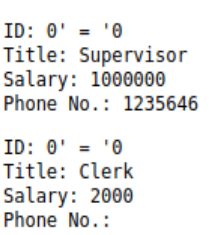 ID: 0' = '0
Title: Supervisor
Salary: 1000000
Phone No.: 1235646
ID: 0' = '0
Title: Clerk
Salary: 2000
Phone No.: